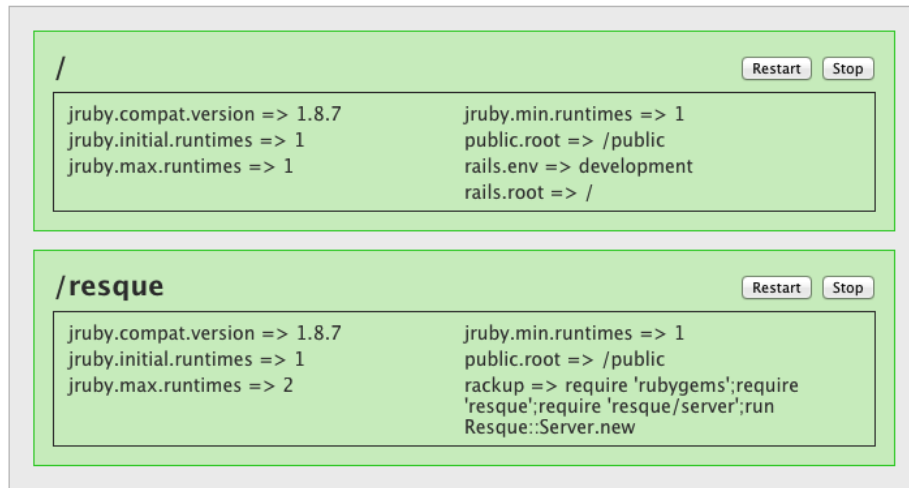 /
Restart
Stop
jruby.compat.version => 1.8.7
jruby.initial.runtimes => 1
jruby.max.runtimes => 1
jruby.min.runtimes => 1
public.root => /public
rails.env => development
rails.root => /
/resque
Restart
Stop
jruby.compat.version => 1.8.7
jruby.initial.runtimes => 1
jruby.max.runtimes => 2
jruby.min.runtimes => 1
public.root => /public
rackup => require 'rubygems';require
'resque';require 'resque/server';run
Resque::Server.new